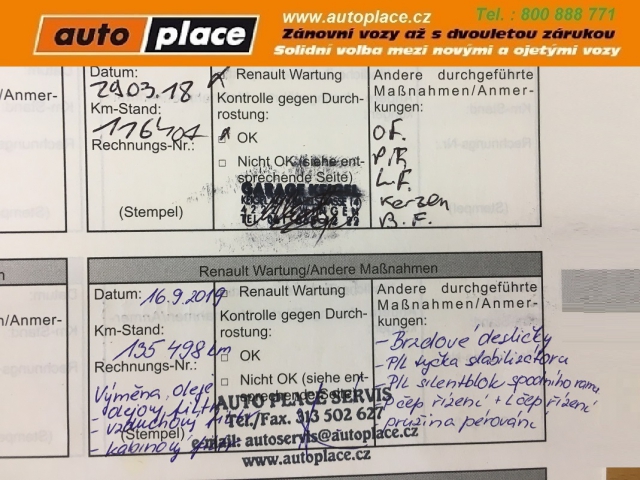 auto place
www.autoplace.cz
Tel. : 800 888 771
Zánovní vozy až s dvouletou zárukou
Solidní volba mezi novými a ojetými vozy
/Anmer-
Datum:
29.03.18
Km-Stand:
116407
Rechnungs-Nr.:
(Stempel)
Renault Wartung
Kontrolle gegen Durch-
rostung:
OK
Nicht OK (siehe ent-
sprechende Seite)
GARAGE
Andere durchgeführte
Maßnahmen/Anmer-
kungen:
OF.
P.F.
L.F.
Kerzen
B.F.
n
Renault Wartung/Andere Maßnahmen
n/Anmer-
Datum: 16.9.2019
Km-Stand:
135 498 km
Rechnungs-Nr.:
Výměna oleje
olejový filtr
- vzduchový filtr
(Stempel)
- kabinový
Renault Wartung
Kontrolle gegen Durch-
rostung:
OK
Nicht OK (siehe ent-
sprechende Seite)
AUTO PLACE SERVIS
Tel./Fax. 313 502 627
e-mail: autoservis@autoplace.cz
www.autoplace.cz
Andere durchgeführte
Maßnahmen/Anmer-
kungen:
- Brzdové destičky
- P/L tyčka stabilizátoru
- P/L silentblok spodního ramu
- P čep řízení + L čep řízení
pružina pérování